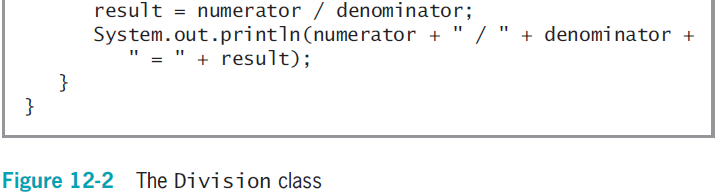 result = numerator / denominator;
System.out.println(numerator + " / " + denominator +
" = " + result);
}
}
Figure 12-2 The Division class